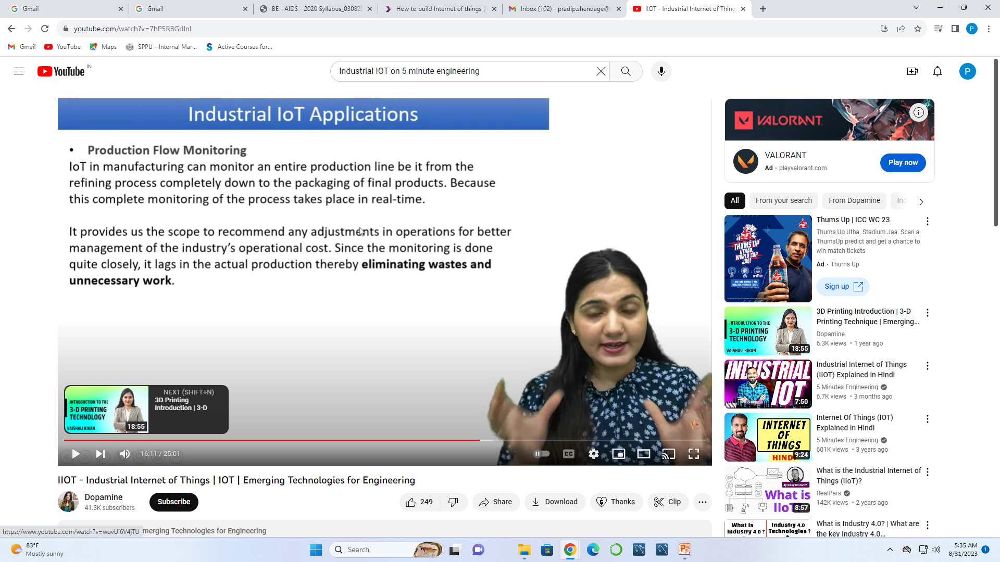 Gmail
Gmail
BE - AIDS - 2020 Syllabus_03082
How to build Internet of things (
Inbox (102) - pradip.shendage@
IIOT - Industrial Internet of Thing
youtube.com/watch?v=7hP5RBGdlnI
P
Gmail
YouTube
Maps
SPPU - Internal Mar...
Active Courses for...
YouTube IN
Industrial IOT on 5 minute engineering
P
Industrial IoT Applications
• Production Flow Monitoring
IoT in manufacturing can monitor an entire production line be it from the
refining process completely down to the packaging of final products. Because
this complete monitoring of the process takes place in real-time.
It provides us the scope to recommend any adjustments in operations for better
management of the industry's operational cost. Since the monitoring is done
quite closely, it lags in the actual production thereby eliminating wastes and
unnecessary work.
NEXT (SHIFT+N)
3D Printing
Introduction | 3-D
INTRODUCTION TO THE
3-D PRINTING
TECHNOLOGY
VAISHALI KIKAN
18:55
16:11 / 25:01
CC
IIOT - Industrial Internet of Things | IOT | Emerging Technologies for Engineering
Dopamine
41.3K subscribers
Subscribe
249
Share
Download
Thanks
Clip
merging Technologies for Engineering
https://www.youtube.com/watch?v=wovUi6V4jTU
VALORANT
VALORANT
Ad · playvalorant.com
Play now
All
From your search
From Dopamine
Thums Up | ICC WC 23
Thums Up Utha. Stadium Jaa. Scan a
ThumsUp predict and get a chance to
win match tickets
Ad · Thums Up
Sign up
THUMS UP
UTHAO,
WORLD CUP
JAO!
3D Printing Introduction | 3-D
Printing Technique | Emerging...
Dopamine
6.3K views • 1 year ago
INTRODUCTION TO THE
3-D PRINTING
TECHNOLOGY
VAISHALI KIKAN
18:55
Industrial Internet of Things
(IIOT) Explained in Hindi
5 Minutes Engineering
6.7K views • 3 months ago
INDUSTRIAL
IOT
HINDI
7:50
Internet Of Things (IOT)
Explained in Hindi
5 Minutes Engineering
601K views • 3 years ago
INTERNET
OF
THINGS
HINDI
9:24
What is the Industrial Internet of
Things (IIoT)?
RealPars
142K views • 2 years ago
By Wally Gastreich
What is
IIoT
8:57
What is Industry 4.0? | What are
the key Industry 4.0...
What Is
Industry 4.0 ?
Industry 4.0
Technologies ?
83°F
Mostly sunny
Search
5:35 AM
8/31/2023
1